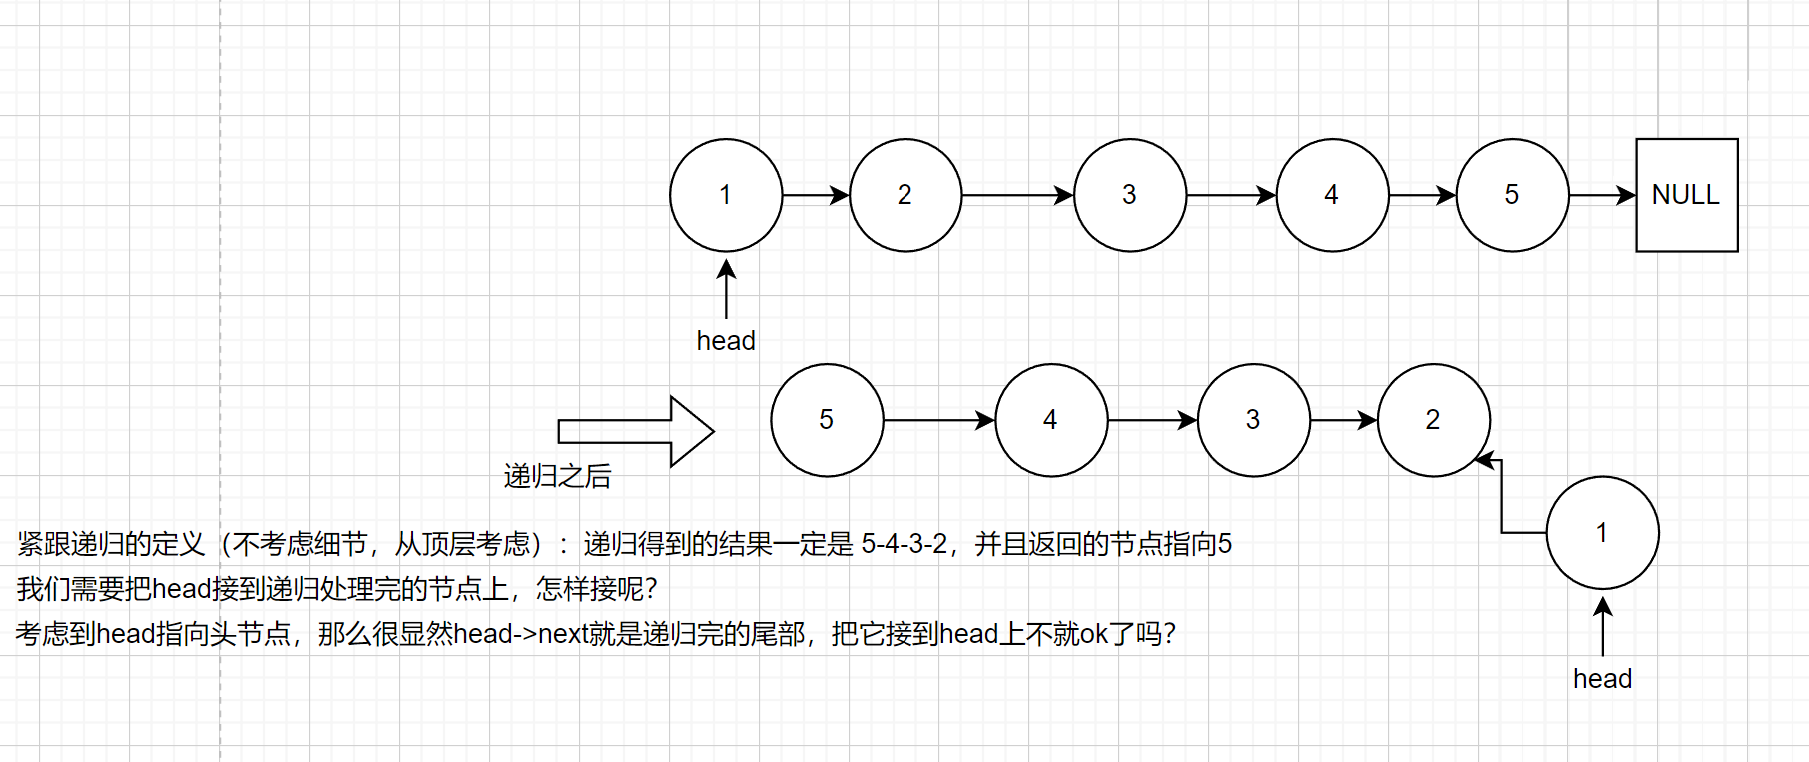 1 2 3 4 5 NULL
head
5 4 3 2
递归之后
1
紧跟递归的定义（不考虑细节，从顶层考虑）：递归得到的结果一定是 5-4-3-2，并且返回的节点指向5
我们需要把head接到递归处理完的节点上，怎样接呢？
考虑到head指向头节点，那么很显然head->next就是递归完的尾部，把它接到head上不就ok了吗？
head